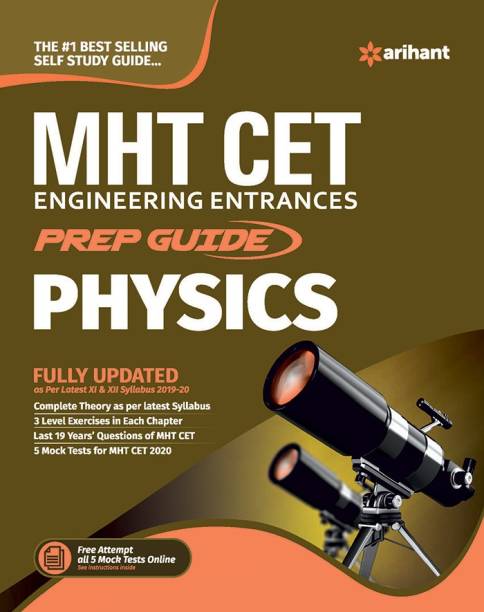 THE #1 BEST SELLING
SELF STUDY GUIDE...
arihant
MHT CET
ENGINEERING ENTRANCES
PREP GUIDE
PHYSICS
FULLY UPDATED
as Per Latest XI & XII Syllabus 2019-20
Complete Theory as per latest Syllabus
3 Level Exercises in Each Chapter
Last 19 Years' Questions of MHT CET
5 Mock Tests for MHT CET 2020
Free Attempt
all 5 Mock Tests Online
See instructions inside